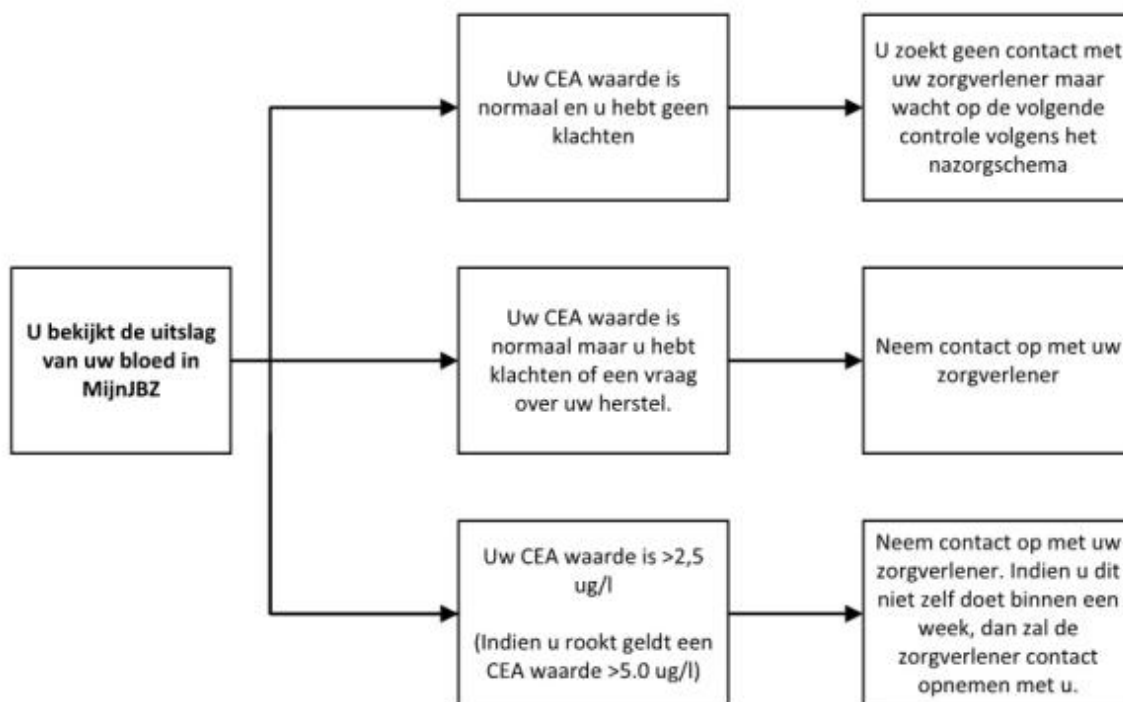 Uw CEA waarde is
normaal en u hebt geen
klachten
U zoekt geen contact met
uw zorgverlener maar
wacht op de volgende
controle volgens het
nazorgschema
U bekijkt de uitslag
van uw bloed in
MijnJBZ
Uw CEA waarde is
normaal maar u hebt
klachten of een vraag
over uw herstel.
Neem contact op met uw
zorgverlener
Uw CEA waarde is >2,5
ug/l
(Indien u rookt geldt een
CEA waarde >5.0 ug/l)
Neem contact op met uw
zorgverlener. Indien u dit
niet zelf doet binnen een
week, dan zal de
zorgverlener contact
opnemen met u.